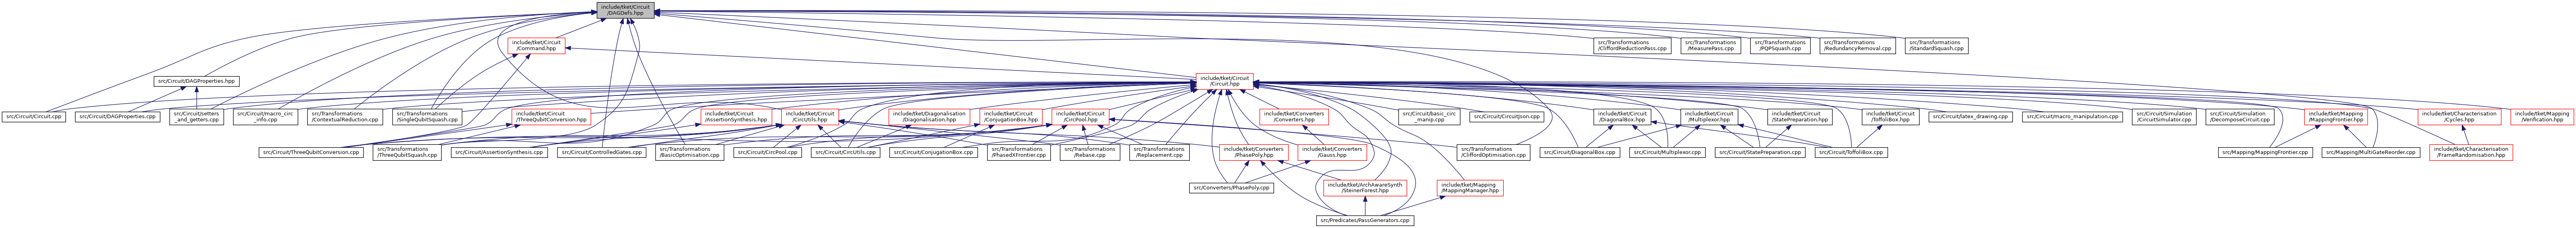 include/tket/Circuit
/DAGDefs.hpp
include/tket/Circuit
/Command.hpp
src/Transformations
/CliffordReductionPass.cpp
src/Transformations
/MeasurePass.cpp
src/Transformations
/PQPSquash.cpp
src/Transformations
/RedundancyRemoval.cpp
src/Transformations
/StandardSquash.cpp
src/Circuit/DAGProperties.hpp
include/tket/Circuit
/Circuit.hpp
src/Circuit/Circuit.cpp
src/Circuit/DAGProperties.cpp
src/Circuit/setters
_and_getters.cpp
src/Circuit/macro_circ
_info.cpp
src/Transformations
/ContextualReduction.cpp
src/Transformations
/SingleQubitSquash.cpp
include/tket/Circuit
/ThreeQubitConversion.hpp
include/tket/Circuit
/AssertionSynthesis.hpp
include/tket/Circuit
/CircUtils.hpp
include/tket/Diagonalisation
/Diagonalisation.hpp
include/tket/Circuit
/ConjugationBox.hpp
include/tket/Circuit
/CircPool.hpp
include/tket/Converters
/Converters.hpp
src/Circuit/basic_circ
_manip.cpp
src/Circuit/CircuitJson.cpp
include/tket/Circuit
/DiagonalBox.hpp
include/tket/Circuit
/Multiplexor.hpp
include/tket/Circuit
/StatePreparation.hpp
include/tket/Circuit
/ToffoliBox.hpp
src/Circuit/latex_drawing.cpp
src/Circuit/macro_manipulation.cpp
src/Circuit/Simulation
/CircuitSimulator.cpp
src/Circuit/Simulation
/DecomposeCircuit.cpp
include/tket/Mapping
/MappingFrontier.hpp
include/tket/Characterisation
/Cycles.hpp
include/tket/Mapping
/Verification.hpp
src/Circuit/ThreeQubitConversion.cpp
src/Transformations
/ThreeQubitSquash.cpp
src/Circuit/AssertionSynthesis.cpp
src/Circuit/ControlledGates.cpp
src/Transformations
/BasicOptimisation.cpp
src/Circuit/CircPool.cpp
src/Circuit/CircUtils.cpp
src/Circuit/ConjugationBox.cpp
src/Transformations
/PhasedXFrontier.cpp
src/Transformations
/Rebase.cpp
src/Transformations
/Replacement.cpp
include/tket/Converters
/PhasePoly.hpp
include/tket/Converters
/Gauss.hpp
src/Transformations
/CliffordOptimisation.cpp
src/Circuit/DiagonalBox.cpp
src/Circuit/Multiplexor.cpp
src/Circuit/StatePreparation.cpp
src/Circuit/ToffoliBox.cpp
src/Mapping/MappingFrontier.cpp
src/Mapping/MultiGateReorder.cpp
include/tket/Characterisation
/FrameRandomisation.hpp
src/Converters/PhasePoly.cpp
include/tket/ArchAwareSynth
/SteinerForest.hpp
include/tket/Mapping
/MappingManager.hpp
src/Predicates/PassGenerators.cpp